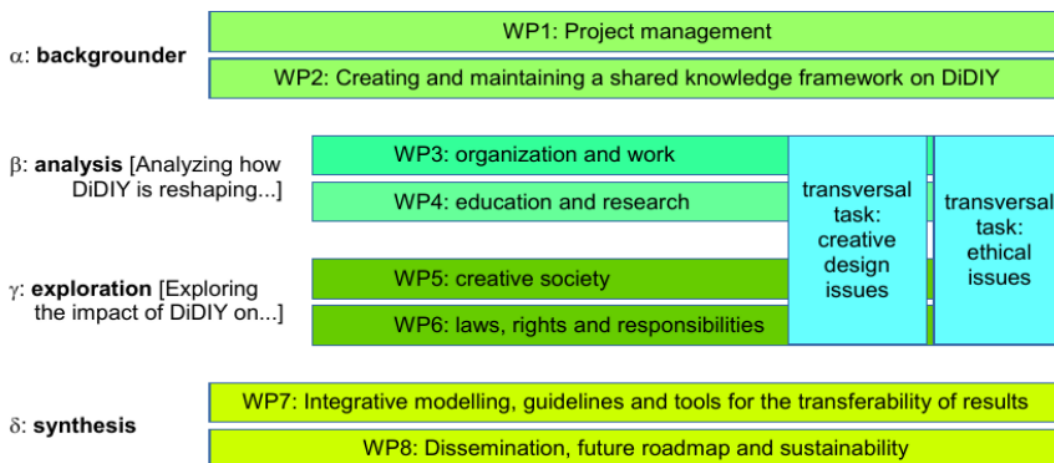 WP1: Project management
α: backgrounder
WP2: Creating and maintaining a shared knowledge framework on DiDIY
β: analysis [Analyzing how
DiDIY is reshaping...]
WP3: organization and work
WP4: education and research
γ: exploration [Exploring
the impact of DiDIY on...]
WP5: creative society
WP6: laws, rights and responsibilities
transversal
task:
creative
design
issues
transversal
task:
ethical
issues
δ: synthesis
WP7: Integrative modelling, guidelines and tools for the transferability of results
WP8: Dissemination, future roadmap and sustainability